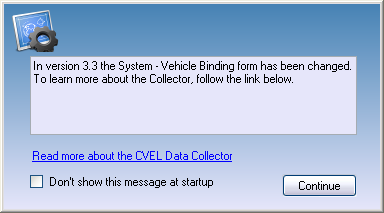 In version 3.3 the System - Vehicle Binding form has been changed.
To learn more about the Collector, follow the link below.
Read more about the CVEL Data Collector
Don't show this message at startup
Continue